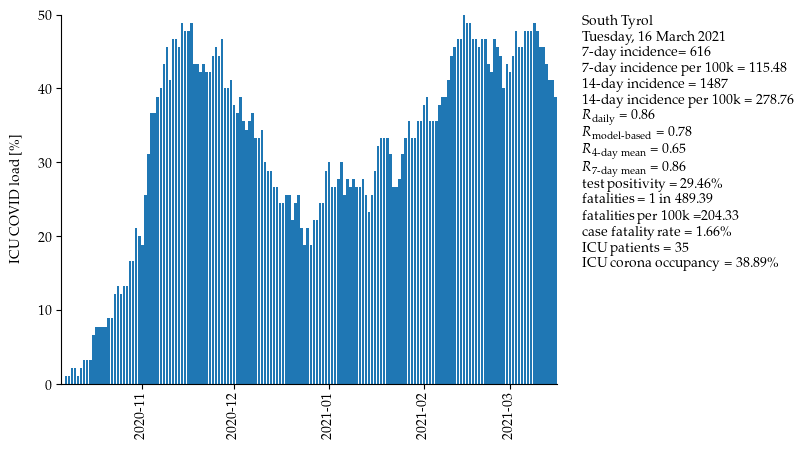 50
40
30
20
10
0
ICU COVID load [%]
2020-11
2020-12
2021-01
2021-02
2021-03
South Tyrol
Tuesday, 16 March 2021
7-day incidence= 616
7-day incidence per 100k = 115.48
14-day incidence = 1487
14-day incidence per 100k = 278.76
R daily = 0.86
R model-based = 0.78
R 4-day mean = 0.65
R 7-day mean = 0.86
test positivity = 29.46%
fatalities = 1 in 489.39
fatalities per 100k =204.33
case fatality rate = 1.66%
ICU patients = 35
ICU corona occupancy = 38.89%